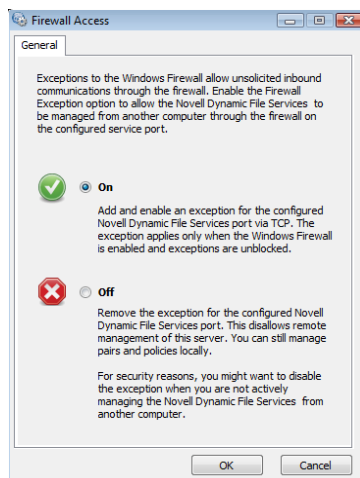 Firewall Access
General
Exceptions to the Windows Firewall allow unsolicited inbound
communications through the firewall. Enable the Firewall
Exception option to allow the Novell Dynamic File Services to
be managed from another computer through the firewall on
the configured service port.
On
Add and enable an exception for the configured
Novell Dynamic File Services port via TCP. The
exception applies only when the Windows Firewall
is enabled and exceptions are unblocked.
Off
Remove the exception for the configured Novell
Dynamic File Services port. This disallows remote
management of this server. You can still manage
pairs and policies locally.
For security reasons, you might want to disable
the exception when you are not actively
managing the Novell Dynamic File Services from
another computer.
OK Cancel